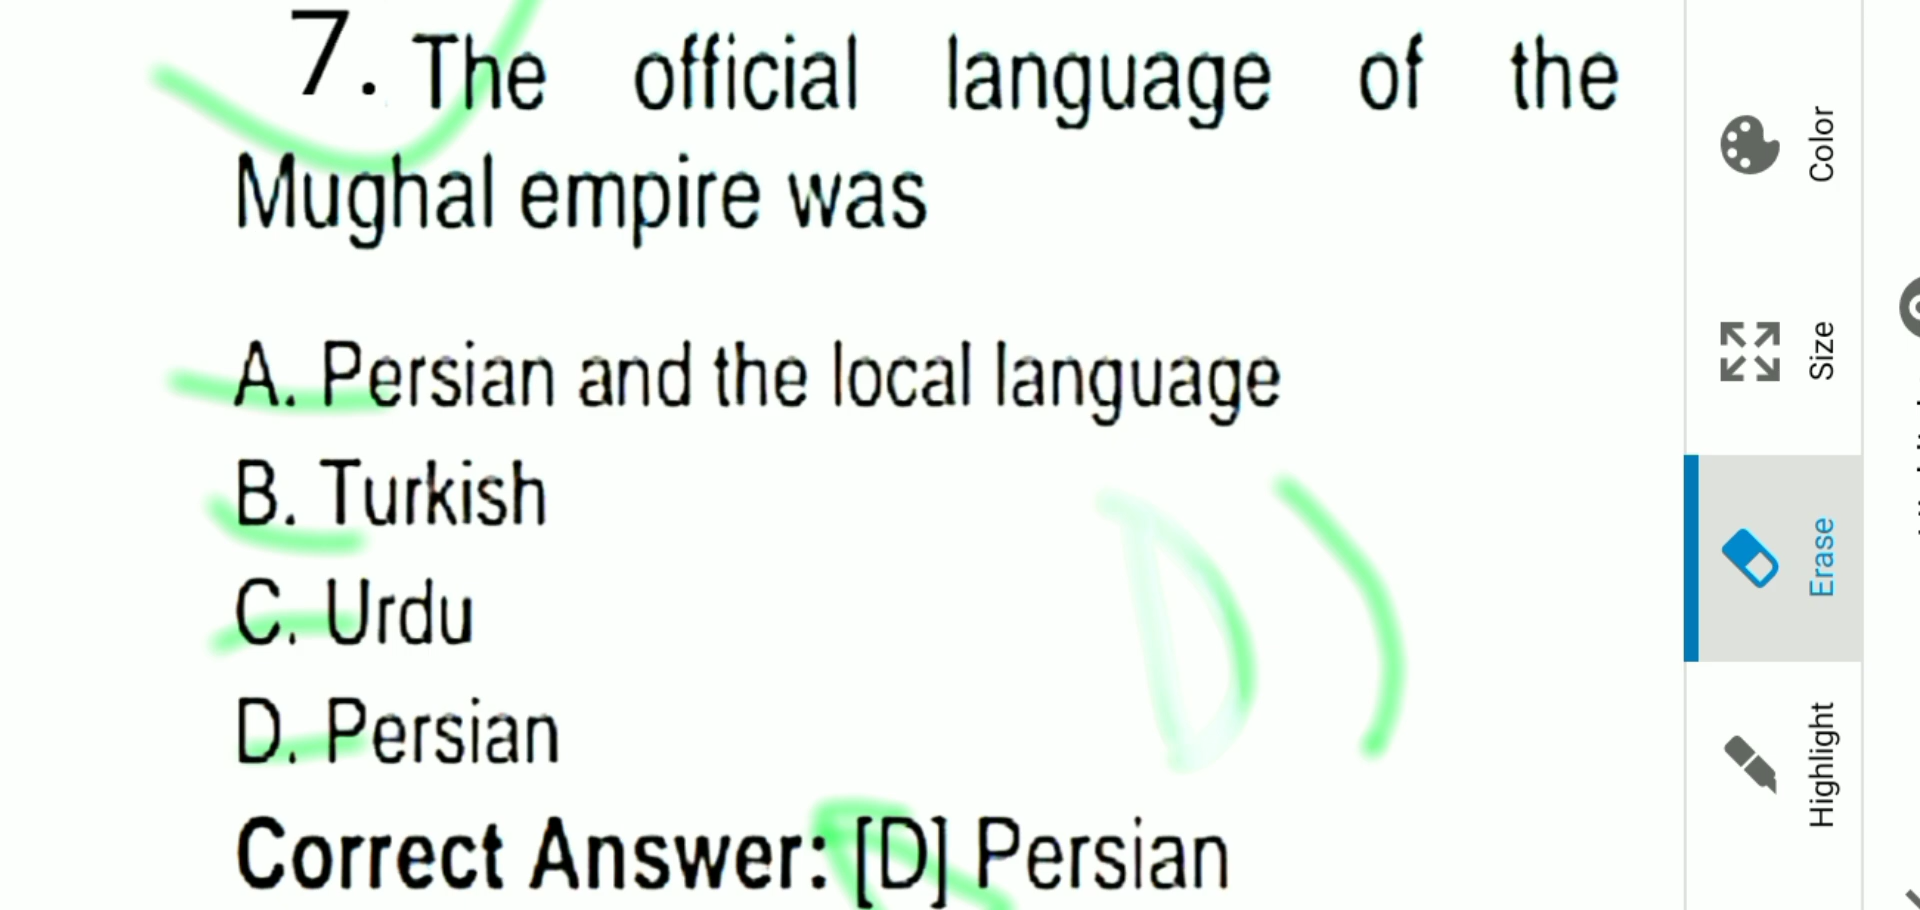 7. The official language of the
Mughal empire was
A. Persian and the local language
B. Turkish
C. Urdu
D. Persian
Correct Answer: [D] Persian
D
Color
Size
Erase
Highlight